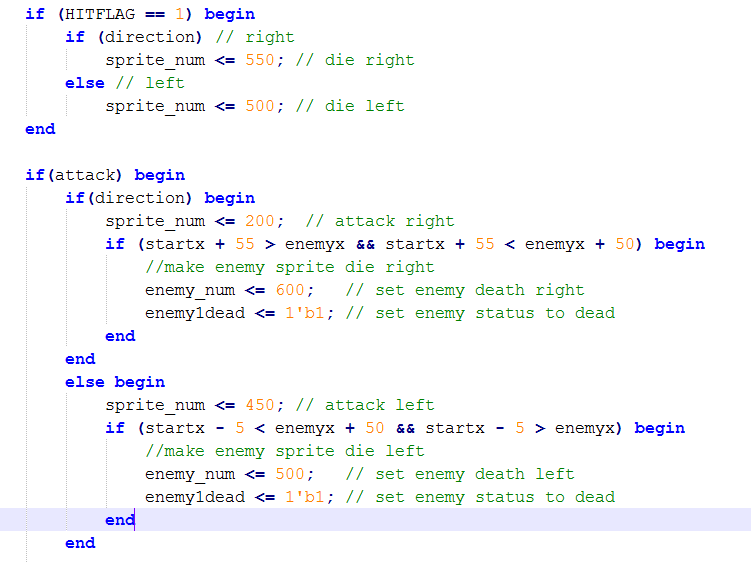 if (HITFLAG == 1) begin
if (direction) // right
sprite_num <= 550; // die right
else // left
sprite_num <= 500; // die left
end
if(attack) begin
if(direction) begin
sprite_num <= 200;  // attack right
if (startx + 55 > enemyx && startx + 55 < enemyx + 50) begin
//make enemy sprite die right
enemy_num <= 600;   // set enemy death right
enemy1dead <= 1'b1; // set enemy status to dead
end
end
else begin
sprite_num <= 450; // attack left
if (startx - 5 < enemyx + 50 && startx - 5 > enemyx) begin
//make enemy sprite die left
enemy_num <= 500;   // set enemy death left
enemy1dead <= 1'b1; // set enemy status to dead
end
end